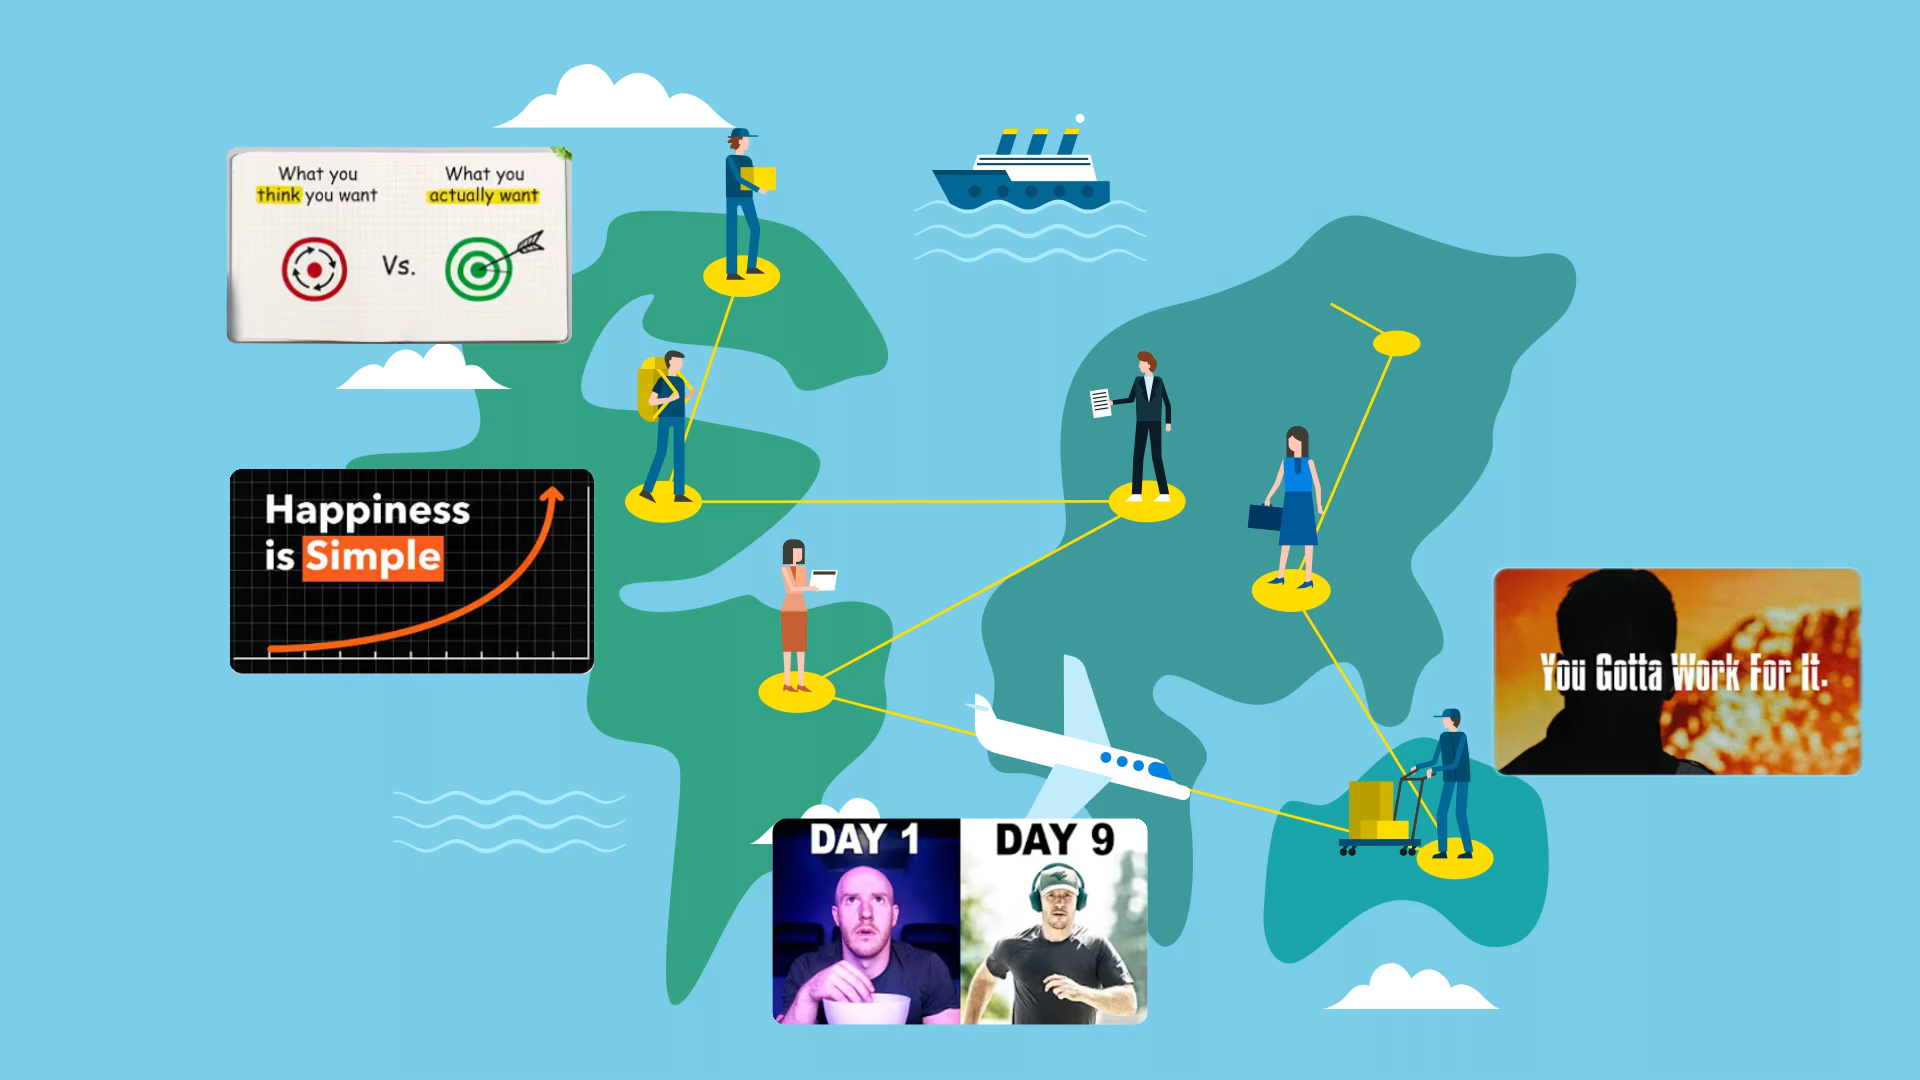 What you
think you want
What you
actually want
Vs.
Happiness
is Simple
You Gotta Work For It.
DAY 1
DAY 9